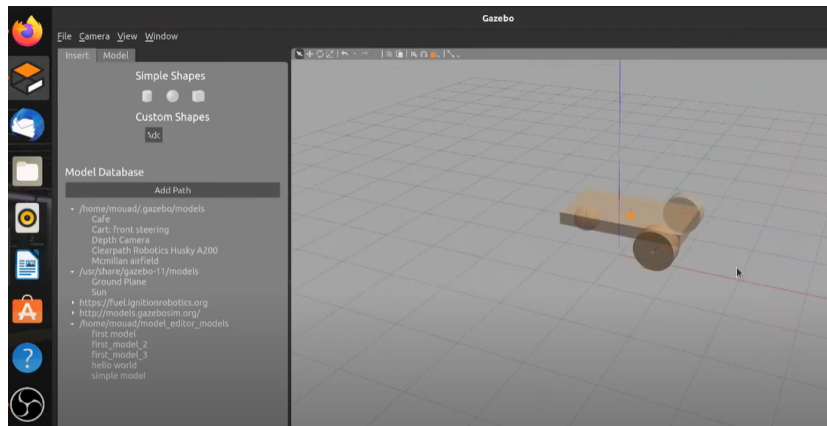 Gazebo
File Camera View Window
Insert Model
Simple Shapes
Custom Shapes
Model Database
Add Path
/home/mouad/.gazebo/models
Cafe
Cart: front steering
Depth Camera
Clearpath Robotics Husky A200
Mcmilian airfield
/usr/share/gazebo-11/models
Ground Plane
Sun
https://fuel.ignitionrobotics.org
http://models.gazebosim.org/
/home/mouad/model_editor_models
first model
first_model_2
first_model_3
hello world
simple model